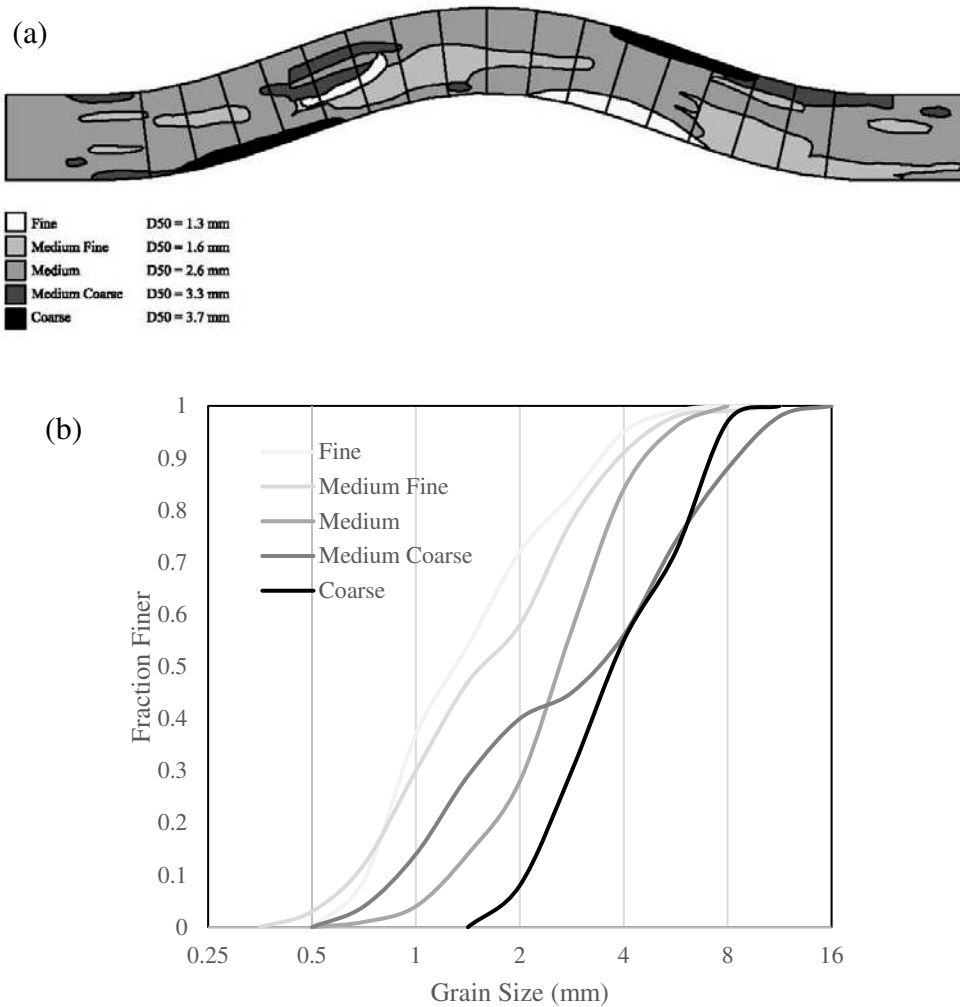 (a)
Fine D50 = 1.3 mm
Medium Fine D50 = 1.6 mm
Medium D50 = 2.6 mm
Medium Coarse D50 = 3.3 mm
Coarse D50 = 3.7 mm
(b)
Fraction Finer
1
0.9
0.8
0.7
0.6
0.5
0.4
0.3
0.2
0.1
0
Fine
Medium Fine
Medium
Medium Coarse
Coarse
0.25 0.5 1 2 4 8 16
Grain Size (mm)